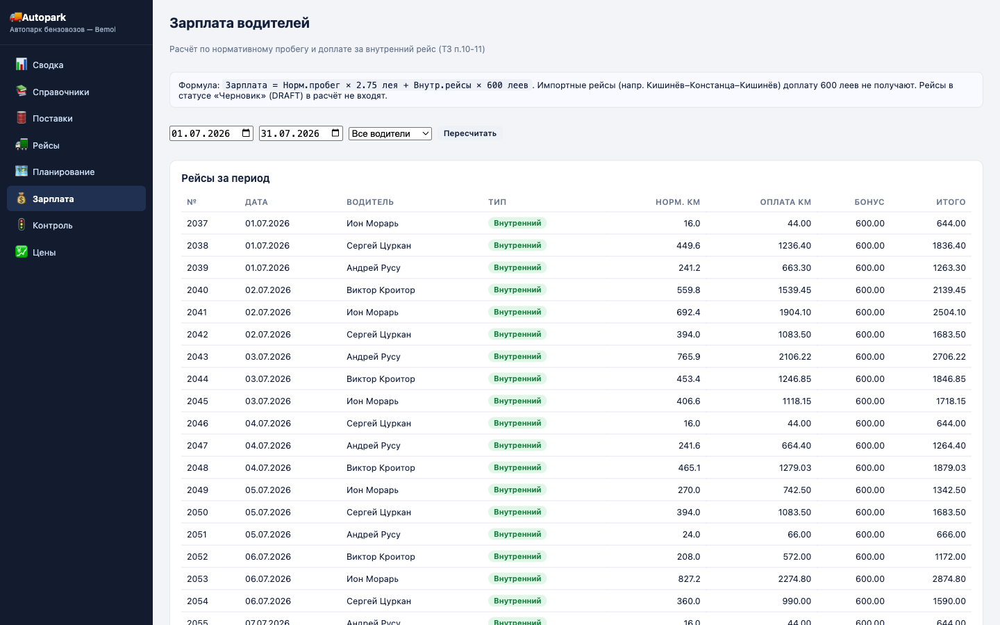 Autopark
Автопарк бензовозов — Bemol
Сводка
Справочники
Поставки
Рейсы
Планирование
Зарплата
Контроль
Цены
Зарплата водителей
Расчёт по нормативному пробегу и доплате за внутренний рейс (ТЗ п.10-11)
Формула: Зарплата = Норм.пробег × 2.75 лея + Внутр.рейсы × 600 леев. Импортные рейсы (напр. Кишинёв–Констанца–Кишинёв) доплату 600 леев не получают. Рейсы в
статусе «Черновик» (DRAFT) в расчёт не входят.
01.07.2026 31.07.2026 Все водители Пересчитать
Рейсы за период
№ ДАТА ВОДИТЕЛЬ ТИП НОРМ. КМ ОПЛАТА КМ БОНУС ИТОГО
2037 01.07.2026 Ион Морарь Внутренний 16.0 44.00 600.00 644.00
2038 01.07.2026 Сергей Цуркан Внутренний 449.6 1236.40 600.00 1836.40
2039 01.07.2026 Андрей Русу Внутренний 241.2 663.30 600.00 1263.30
2040 02.07.2026 Виктор Кроитор Внутренний 559.8 1539.45 600.00 2139.45
2041 02.07.2026 Ион Морарь Внутренний 692.4 1904.10 600.00 2504.10
2042 02.07.2026 Сергей Цуркан Внутренний 394.0 1083.50 600.00 1683.50
2043 03.07.2026 Андрей Русу Внутренний 765.9 2106.22 600.00 2706.22
2044 03.07.2026 Виктор Кроитор Внутренний 453.4 1246.85 600.00 1846.85
2045 03.07.2026 Ион Морарь Внутренний 406.6 1118.15 600.00 1718.15
2046 04.07.2026 Сергей Цуркан Внутренний 16.0 44.00 600.00 644.00
2047 04.07.2026 Андрей Русу Внутренний 241.6 664.40 600.00 1264.40
2048 04.07.2026 Виктор Кроитор Внутренний 465.1 1279.03 600.00 1879.03
2049 05.07.2026 Ион Морарь Внутренний 270.0 742.50 600.00 1342.50
2050 05.07.2026 Сергей Цуркан Внутренний 394.0 1083.50 600.00 1683.50
2051 05.07.2026 Андрей Русу Внутренний 24.0 66.00 600.00 666.00
2052 06.07.2026 Виктор Кроитор Внутренний 208.0 572.00 600.00 1172.00
2053 06.07.2026 Ион Морарь Внутренний 827.2 2274.80 600.00 2874.80
2054 06.07.2026 Сергей Цуркан Внутренний 360.0 990.00 600.00 1590.00
2055 07.07.2026 Андрей Русу Внутренний 16.0 44.00 600.00 644.00